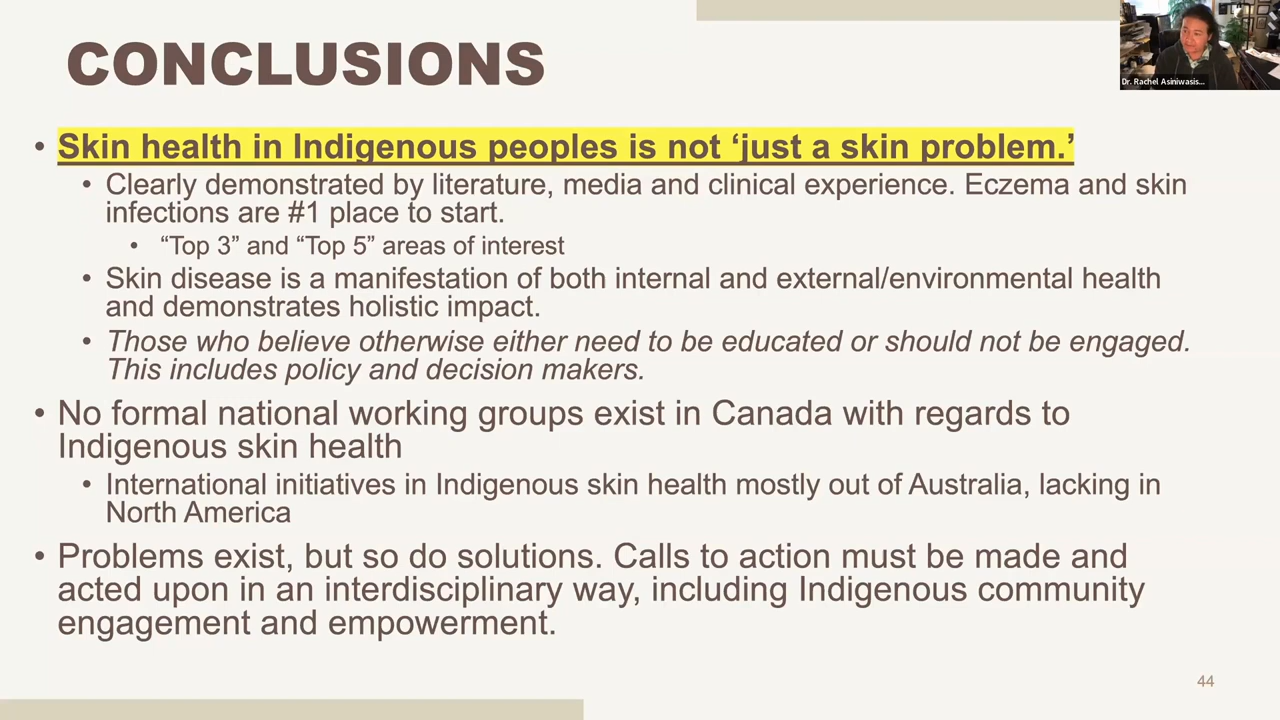 CONCLUSIONS
Dr. Rachel Asiniwasis...
• Skin health in Indigenous peoples is not ‘just a skin problem.’
• Clearly demonstrated by literature, media and clinical experience. Eczema and skin
infections are #1 place to start.
• “Top 3” and “Top 5” areas of interest
• Skin disease is a manifestation of both internal and external/environmental health
and demonstrates holistic impact.
• Those who believe otherwise either need to be educated or should not be engaged.
This includes policy and decision makers.
• No formal national working groups exist in Canada with regards to
Indigenous skin health
• International initiatives in Indigenous skin health mostly out of Australia, lacking in
North America
• Problems exist, but so do solutions. Calls to action must be made and
acted upon in an interdisciplinary way, including Indigenous community
engagement and empowerment.
44